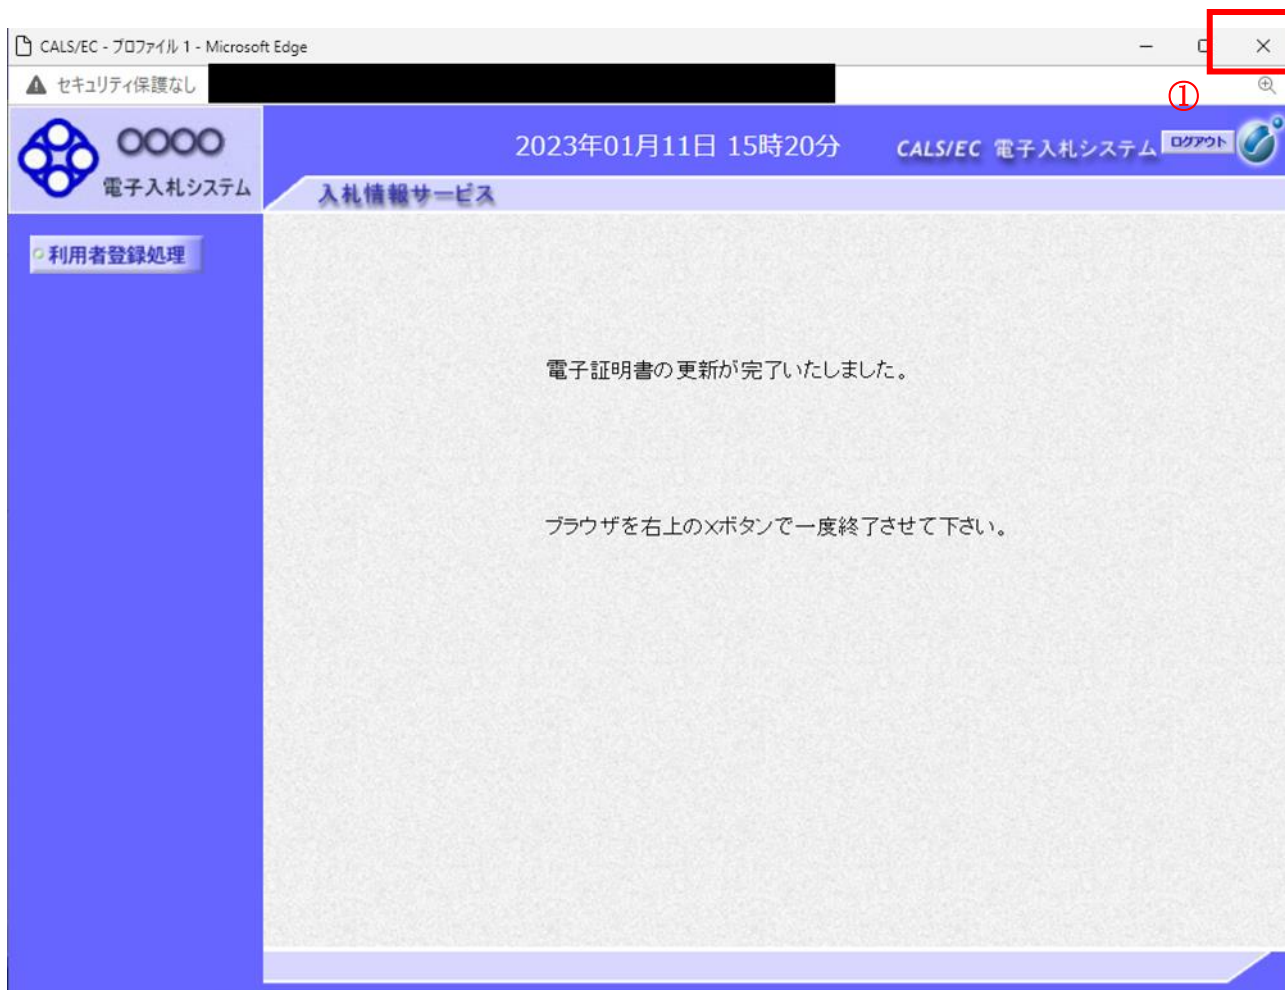 CALS/EC - プロファイル 1 - Microsoft Edge
セキュリティ保護なし
①
〇〇〇〇
電子入札システム
2023年01月11日 15時20分
CALS/EC 電子入札システム
ログアウト
入札情報サービス
利用者登録処理
電子証明書の更新が完了いたしました。
ブラウザを右上の×ボタンで一度終了させて下さい。